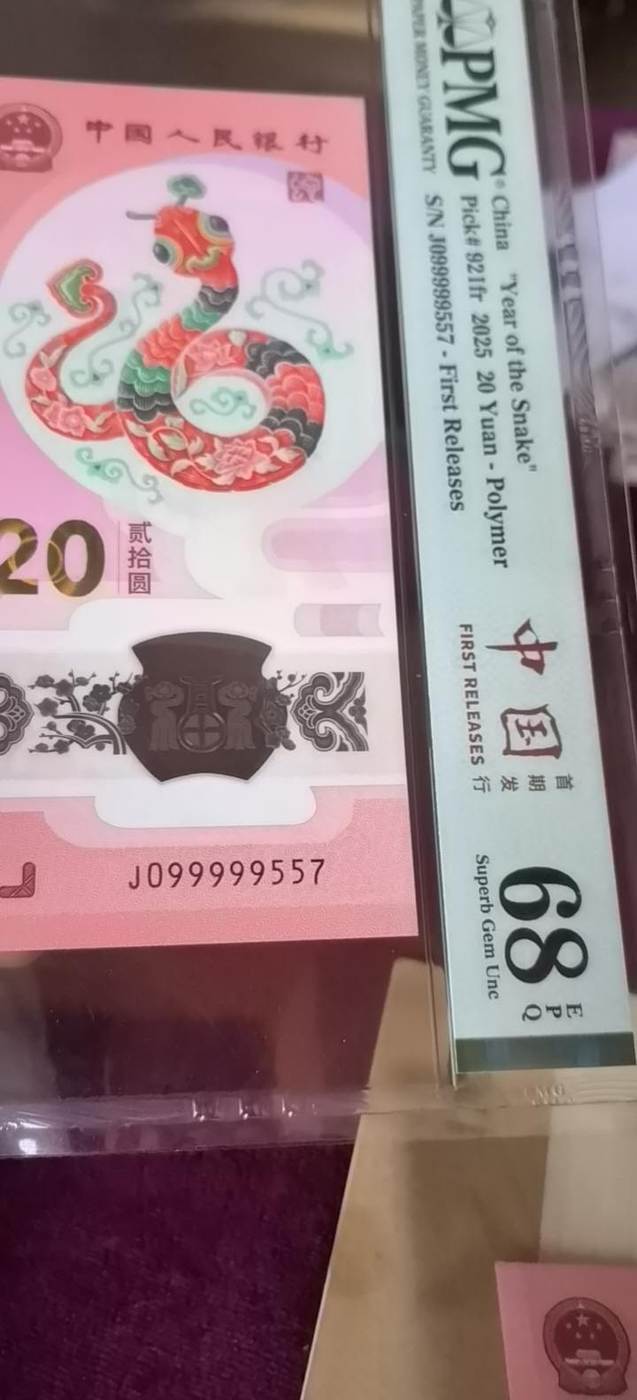 中国人民银行
20
贰拾圆
J099999557
PMG®
PAPER MONEY GUARANTY
China "Year of the Snake"
Pick# 921fr 2025 20 Yuan - Polymer
S/N J099999557 - First Releases
中国
首期发行
FIRST RELEASES
68
EPQ
Superb Gem Unc